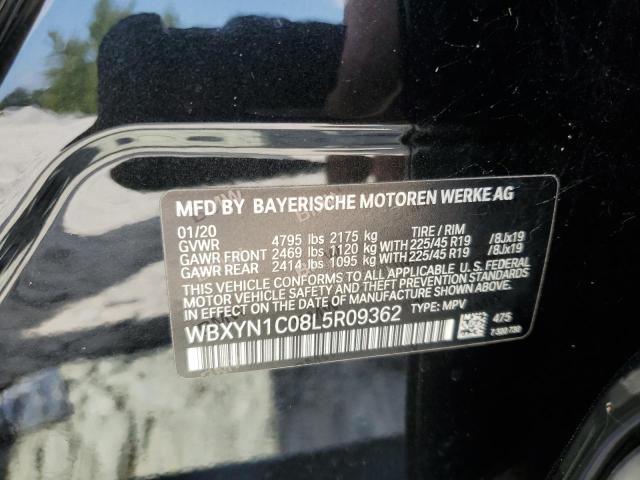 MFD BY BAYERISCHE MOTOREN WERKE AG
01/20 TIRE / RIM
GVWR 4795 lbs 2175 kg
GAWR FRONT 2469 lbs 1120 kg WITH 225/45 R19 /8Jx19
GAWR REAR 2414 lbs 1095 kg WITH 225/45 R19 /8Jx19
THIS VEHICLE CONFORMS TO ALL APPLICABLE U.S. FEDERAL
MOTOR VEHICLE SAFETY AND THEFT PREVENTION STANDARDS
IN EFFECT ON THE DATE OF MANUFACTURE SHOWN ABOVE.
WBXYN1C08L5R09362 TYPE: MPV
475
7 320 730